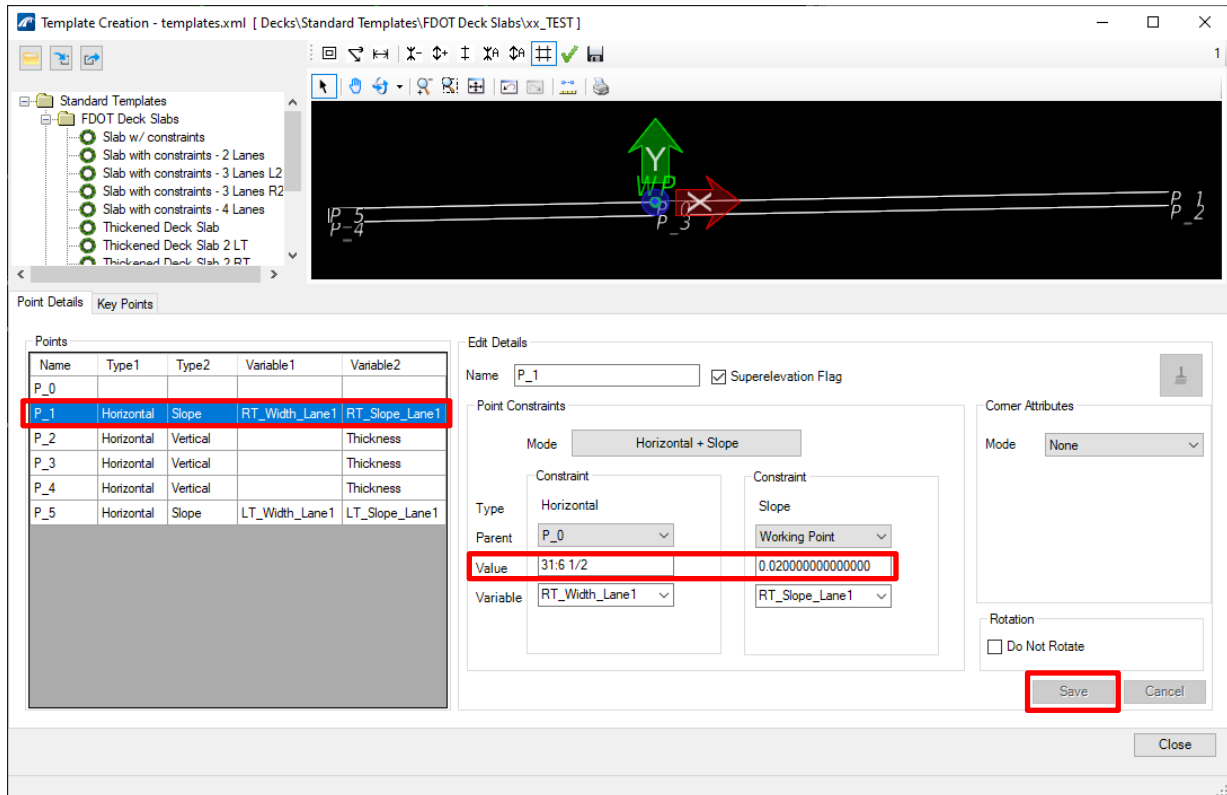 Template Creation - templates.xml [ Decks\Standard Templates\FDOT Deck Slabs\xx_TEST ]
1
Standard Templates
FDOT Deck Slabs
Slab w/ constraints
Slab with constraints - 2 Lanes
Slab with constraints - 3 Lanes L2
Slab with constraints - 3 Lanes R2
Slab with constraints - 4 Lanes
Thickened Deck Slab
Thickened Deck Slab 2 LT
Thickened Deck Slab 2 RT
Y
WP
X
P_0
P_3
P_5
P_4
P_1
P_2
Point Details Key Points
Points
Name Type1 Type2 Variable1 Variable2
P_0
P_1 Horizontal Slope RT_Width_Lane1 RT_Slope_Lane1
P_2 Horizontal Vertical Thickness
P_3 Horizontal Vertical Thickness
P_4 Horizontal Vertical Thickness
P_5 Horizontal Slope LT_Width_Lane1 LT_Slope_Lane1
Edit Details
Name P_1 Superelevation Flag
Point Constraints
Mode Horizontal + Slope
Constraint Constraint
Type Horizontal Slope
Parent P_0 Working Point
Value 31:6 1/2 0.020000000000000
Variable RT_Width_Lane1 RT_Slope_Lane1
Corner Attributes
Mode None
Rotation
Do Not Rotate
Save Cancel
Close